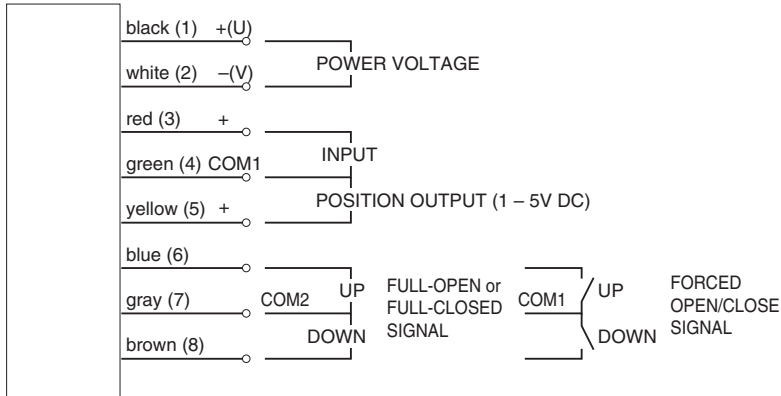 black (1) +(U)
POWER VOLTAGE
white (2) –(V)
red (3) +
INPUT
green (4) COM1
POSITION OUTPUT (1 – 5V DC)
yellow (5) +
blue (6)
gray (7)
brown (8)
COM2
UP
DOWN
FULL-OPEN or
FULL-CLOSED
SIGNAL
COM1
UP
DOWN
FORCED
OPEN/CLOSE
SIGNAL